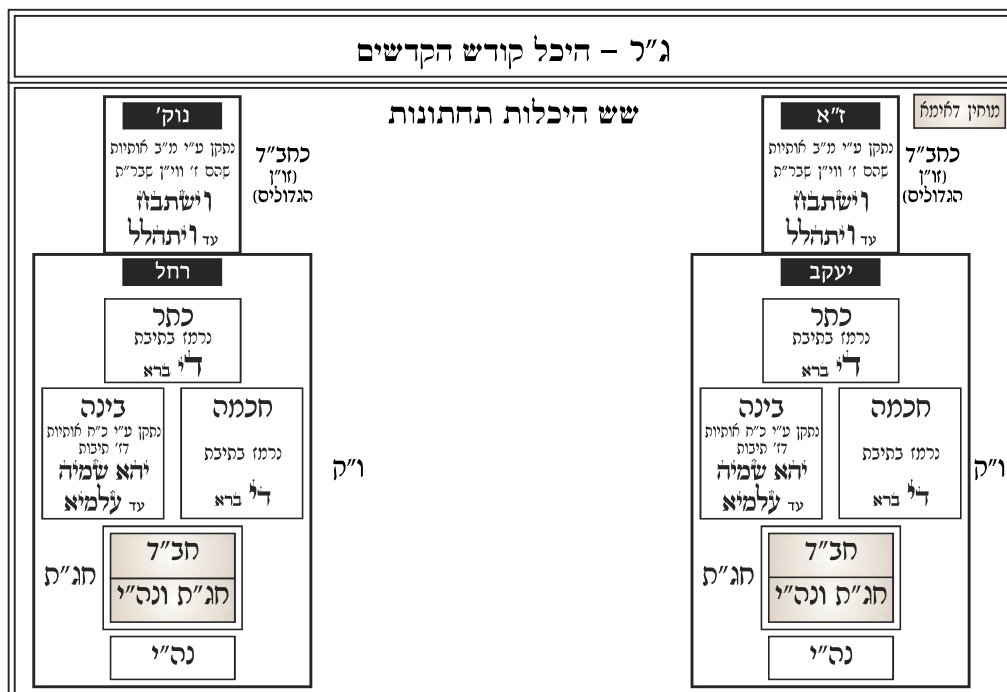 ג״ר – היכל קודש הקדשים
שש היכלות תחתונות
מוחין דאימא
ז״א
נתקן ע״י מ״ב אותיות
שהם ז׳ ווי״ן שבר״ת
וישתבח
עד ויתהלל
כחב״ד
(זו״ן
הגדולים)
יעקב
כתר
נרמז בתיבת
די ברא
חכמה
נרמז בתיבת
די ברא
בינה
נתקן ע״י כ״ח אותיות
דז׳ תיבות
יהא שמיה
עד עלמיא
ו״ק
חג״ת
חב״ד
חג״ת ונה״י
נה״י
נוק׳
נתקן ע״י מ״ב אותיות
שהם ז׳ ווי״ן שבר״ת
וישתבח
עד ויתהלל
כחב״ד
(זו״ן
הגדולים)
רחל
כתר
נרמז בתיבת
די ברא
חכמה
נרמז בתיבת
די ברא
בינה
נתקן ע״י כ״ח אותיות
דז׳ תיבות
יהא שמיה
עד עלמיא
ו״ק
חג״ת
חב״ד
חג״ת ונה״י
נה״י